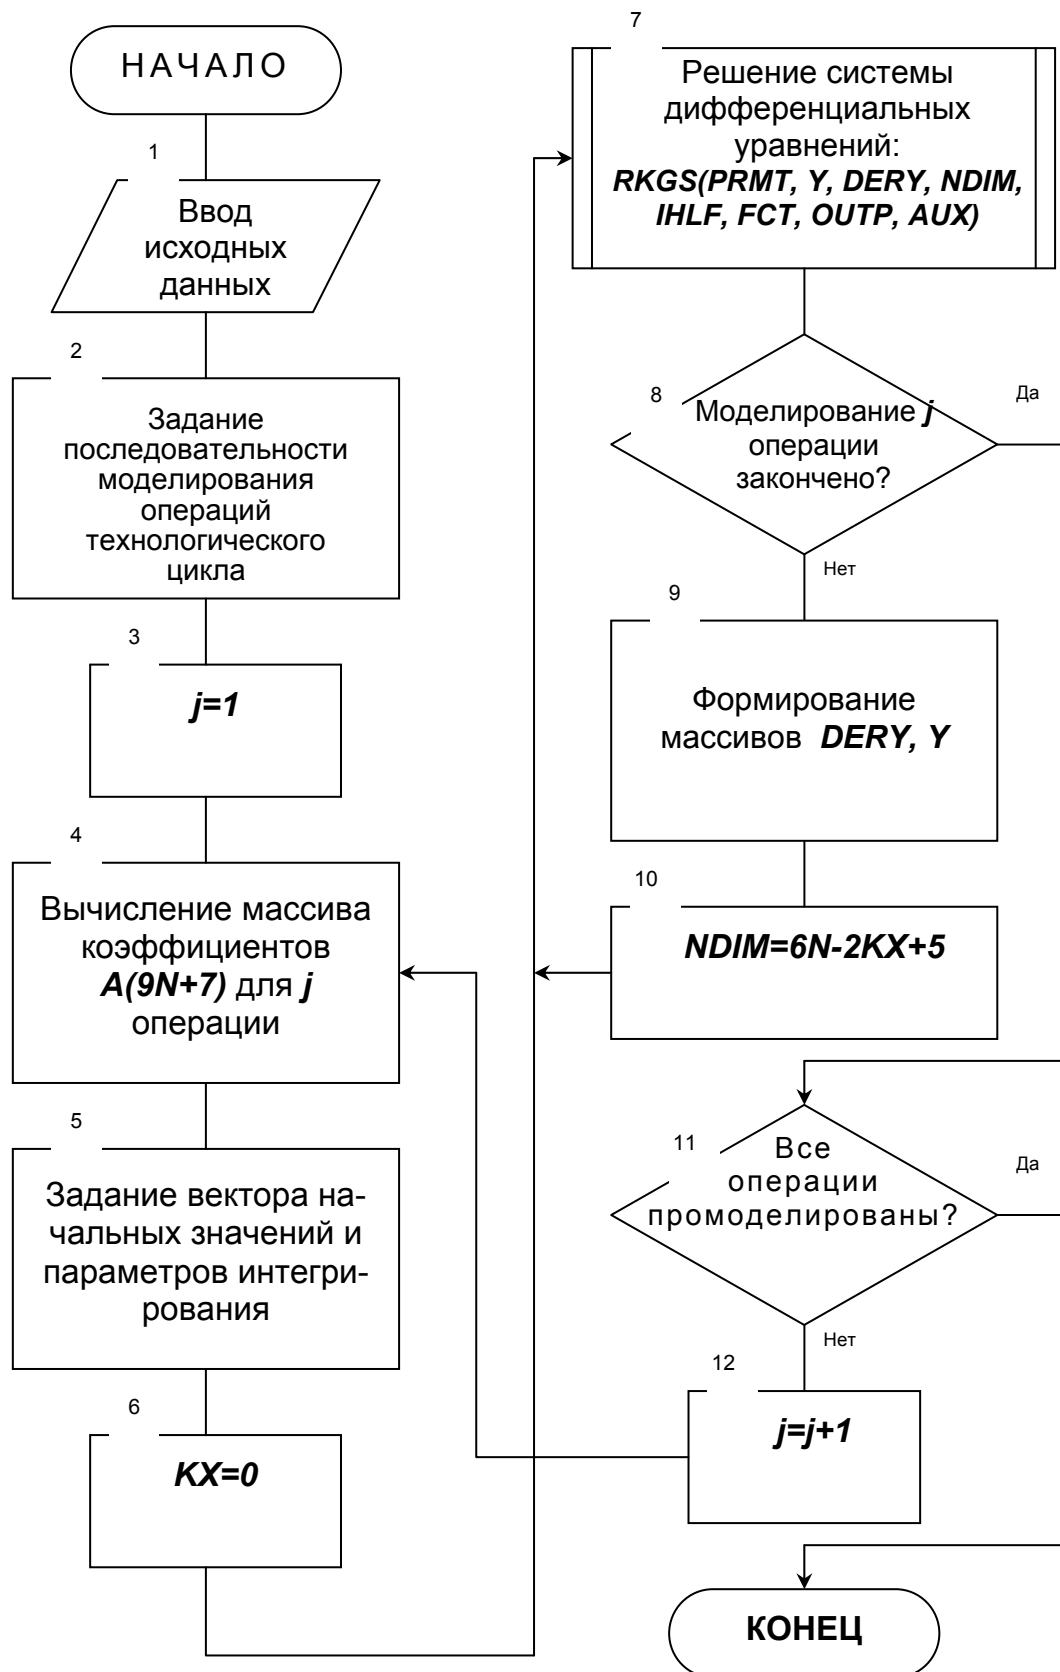 НАЧАЛО
1
Ввод
исходных
данных
2
Задание
последовательности
моделирования
операций
технологического
цикла
3
j=1
4
Вычисление массива
коэффициентов
A(9N+7) для j
операции
5
Задание вектора на-
чальных значений и
параметров интегри-
рования
6
KX=0
7
Решение системы
дифференциальных
уравнений:
RKGS(PRMT, Y, DERY, NDIM,
IHLF, FCT, OUTP, AUX)
8
Моделирование j
операции
закончено?
Да
Нет
9
Формирование
массивов DERY, Y
10
NDIM=6N-2KX+5
11
Все
операции
промоделированы?
Да
Нет
12
j=j+1
КОНЕЦ